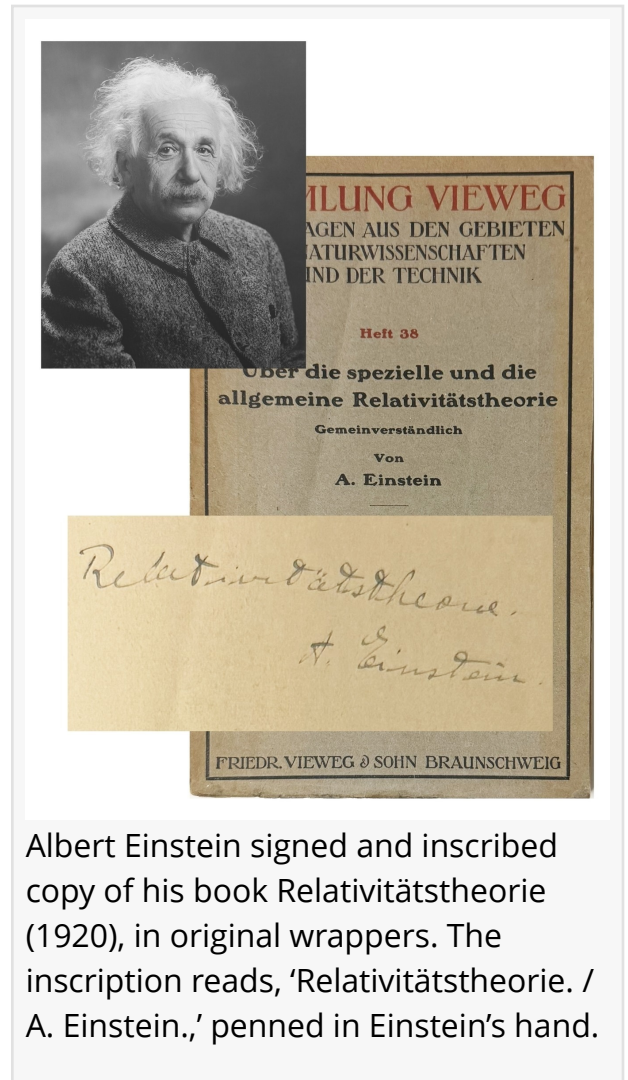 MLUNG VIEWEG
AGEN AUS DEN GEBIETEN
ATURWISSENSCHAFTEN
ND DER TECHNIK
Heft 38
Über die spezielle und die
allgemeine Relativitätstheorie
Gemeinverständlich
Von
A. Einstein
Relativitätstheorie.
A. Einstein.
FRIEDR. VIEWEG & SOHN BRAUNSCHWEIG
Albert Einstein signed and inscribed
copy of his book Relativitätstheorie
(1920), in original wrappers. The
inscription reads, ‘Relativitätstheorie. /
A. Einstein.,’ penned in Einstein’s hand.